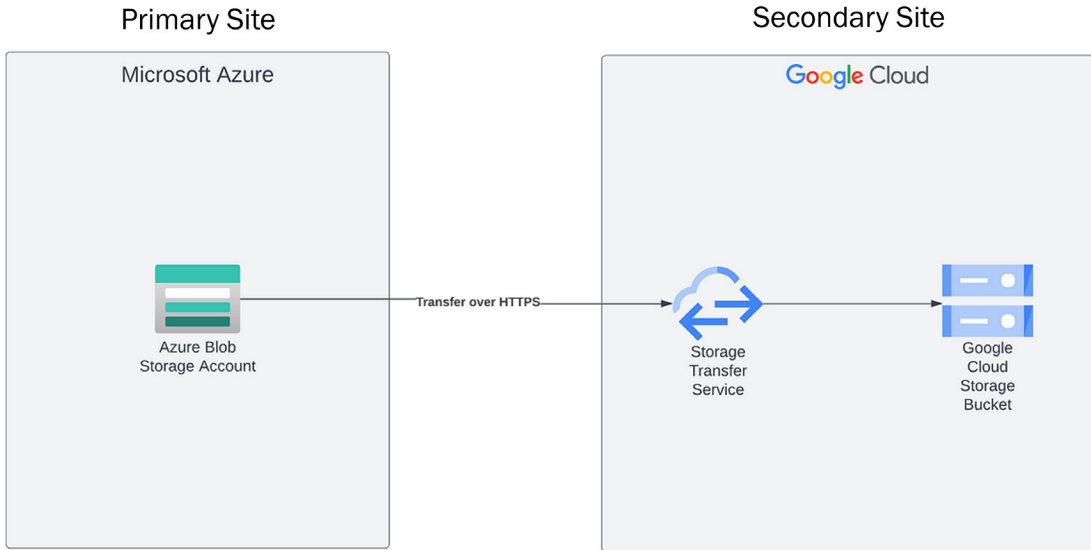 Primary Site
Secondary Site
Microsoft Azure
Google Cloud
Transfer over HTTPS
Azure Blob
Storage Account
Storage
Transfer
Service
Google
Cloud
Storage
Bucket